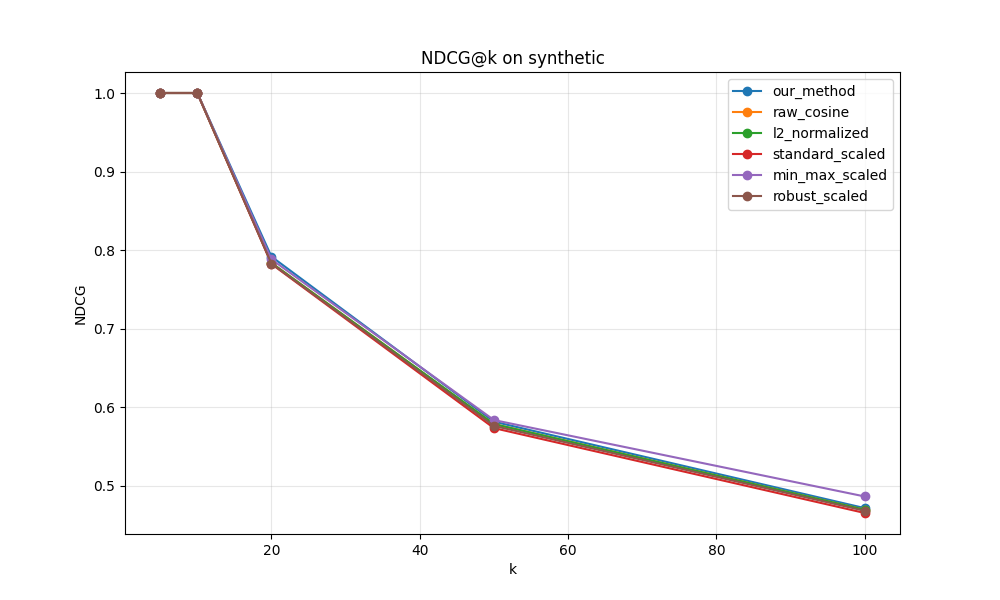 NDCG@k on synthetic
our_method
raw_cosine
l2_normalized
standard_scaled
min_max_scaled
robust_scaled
NDCG
1.0
0.9
0.8
0.7
0.6
0.5
20 40 60 80 100
k